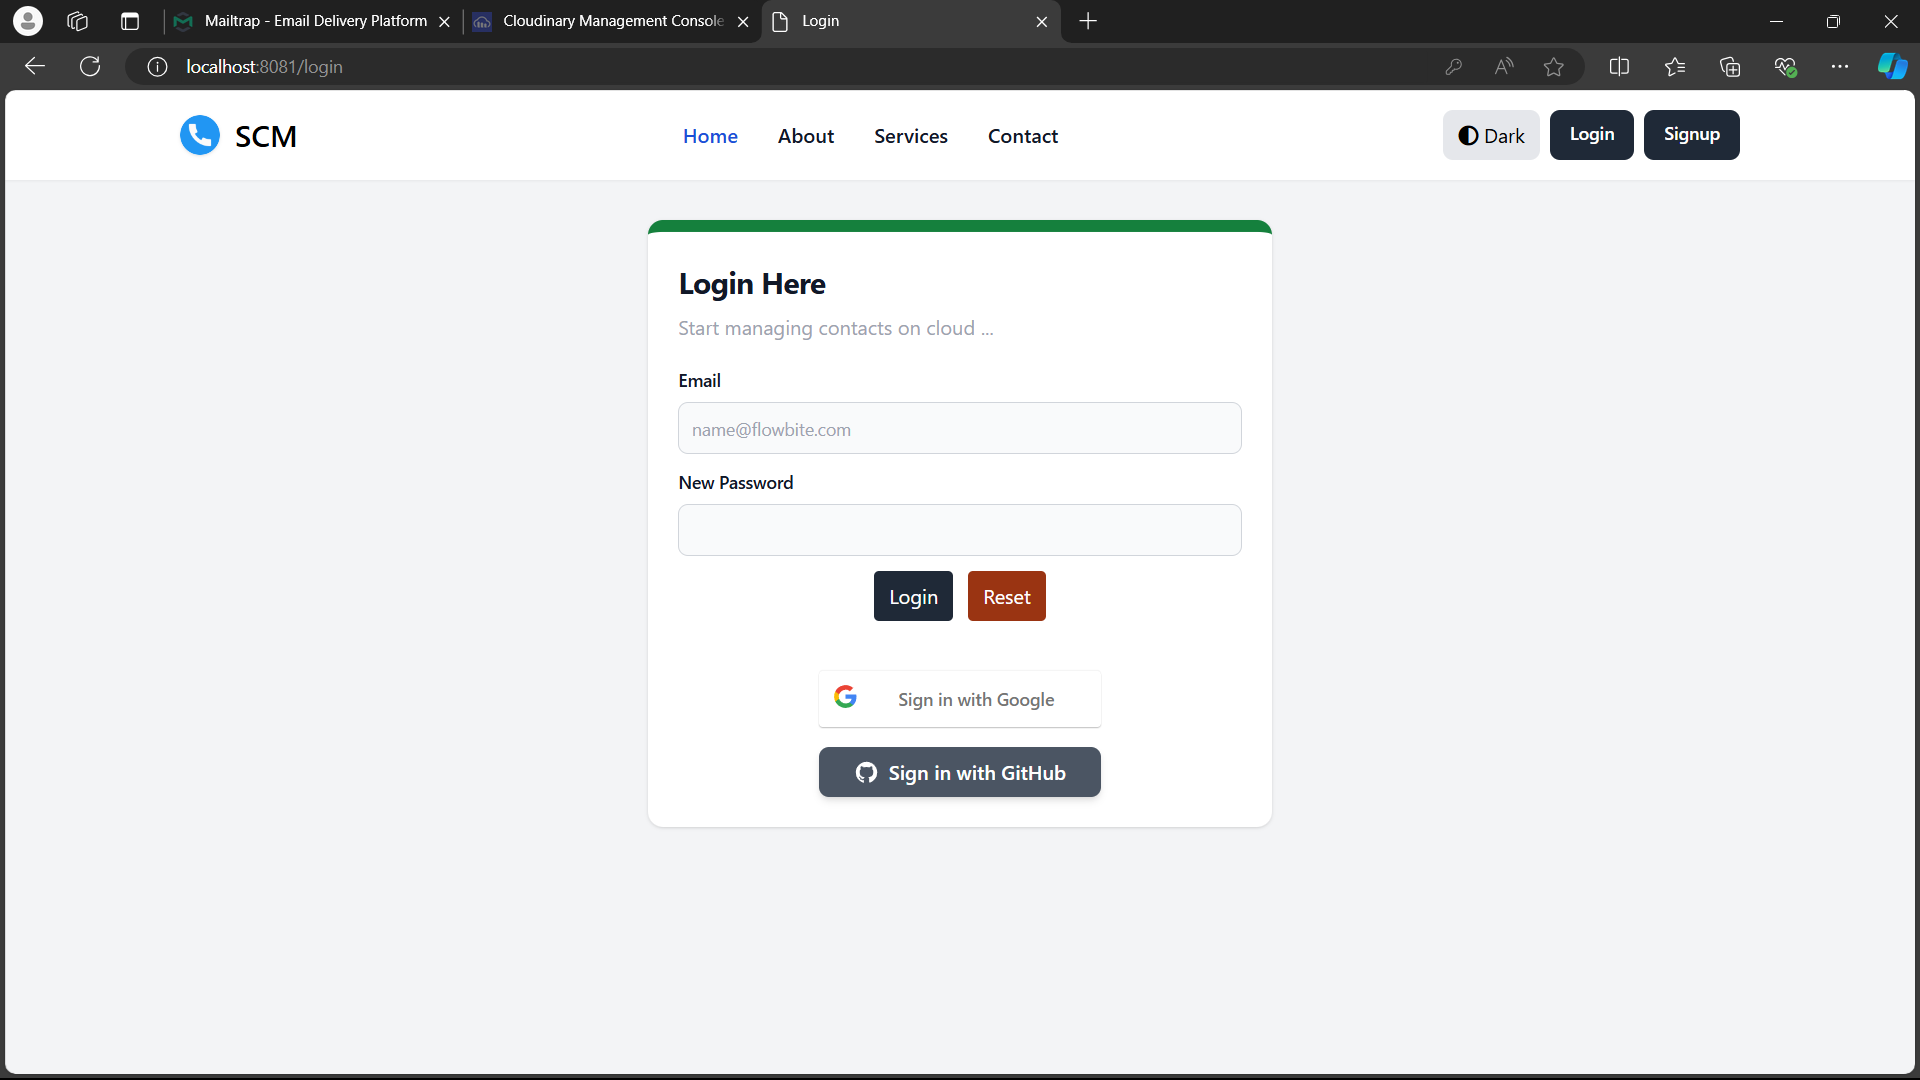 Mailtrap - Email Delivery Platform
Cloudinary Management Console
Login
localhost:8081/login
SCM
Home About Services Contact
Dark Login Signup
Login Here
Start managing contacts on cloud ...
Email
name@flowbite.com
New Password
Login Reset
Sign in with Google
Sign in with GitHub